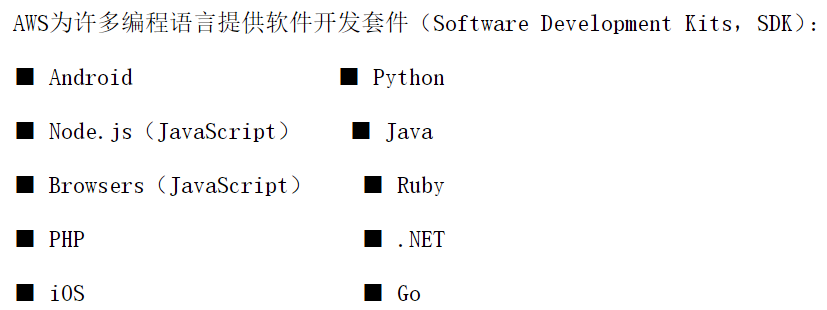 AWS为许多编程语言提供软件开发套件（Software Development Kits，SDK）：
■ Android ■ Python
■ Node.js（JavaScript） ■ Java
■ Browsers（JavaScript） ■ Ruby
■ PHP ■ .NET
■ iOS ■ Go